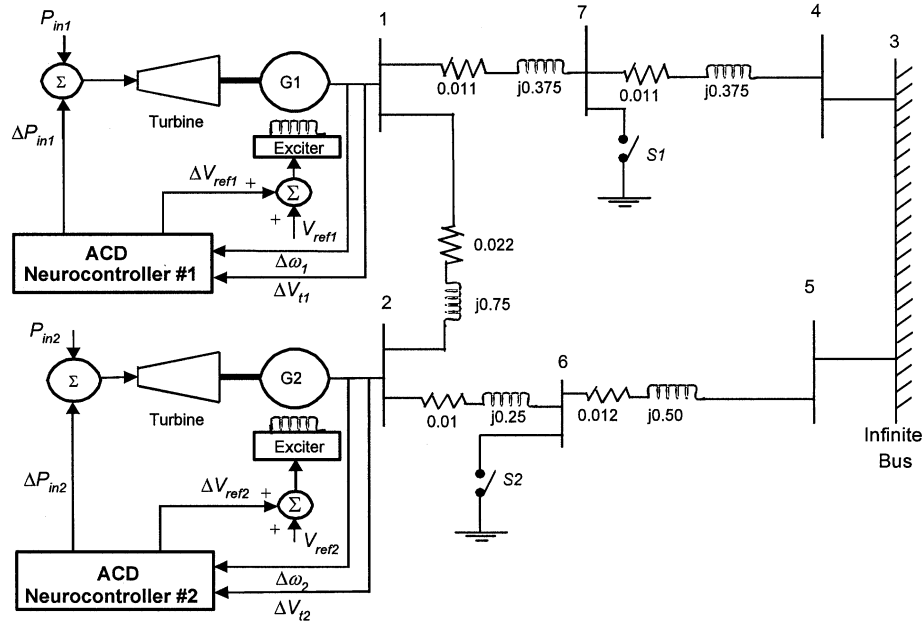 P_in1
1
7
4
3
Σ
G1
0.011
j0.375
0.011
j0.375
Turbine
ΔP_in1
Exciter
S1
ΔV_ref1
+
Σ
+
V_ref1
0.022
ACD
Neurocontroller #1
Δω_1
ΔV_t1
j0.75
2
5
P_in2
6
Σ
G2
0.01
j0.25
0.012
j0.50
Turbine
Exciter
Infinite
Bus
ΔP_in2
S2
ΔV_ref2
+
Σ
+
V_ref2
ACD
Neurocontroller #2
Δω_2
ΔV_t2